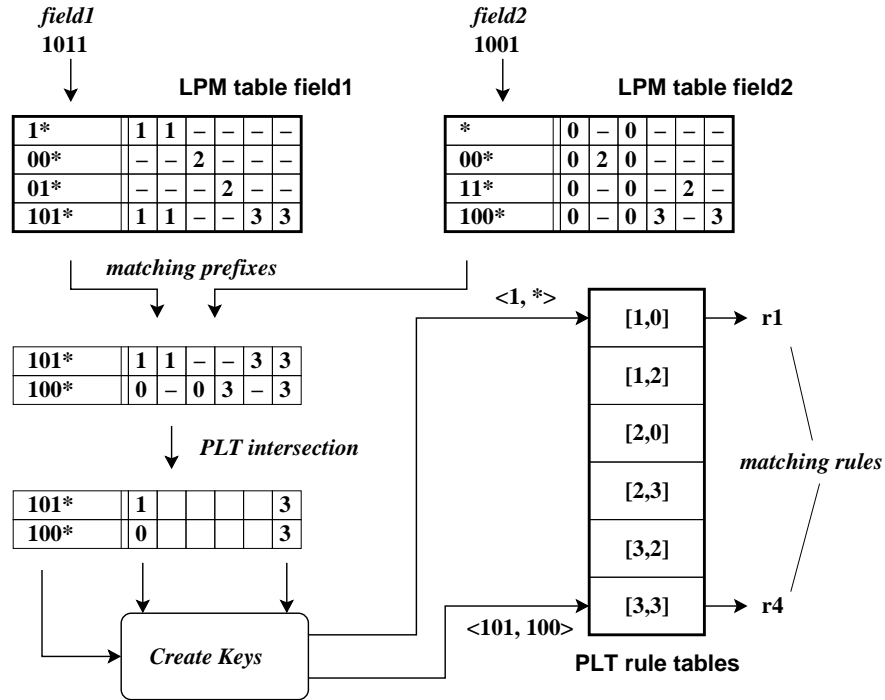 field1 field2
1011 1001
LPM table field1 LPM table field2
1* 1 1 – – – –
00* – – 2 – – –
01* – – – 2 – –
101* 1 1 – – 3 3
* 0 – 0 – – –
00* 0 2 0 – – –
11* 0 – 0 – 2 –
100* 0 – 0 3 – 3
matching prefixes
101* 1 1 – – 3 3
100* 0 – 0 3 – 3
PLT intersection
101* 1 3
100* 0 3
Create Keys
<1, *>
<101, 100>
[1,0]
[1,2]
[2,0]
[2,3]
[3,2]
[3,3]
PLT rule tables
r1
matching rules
r4